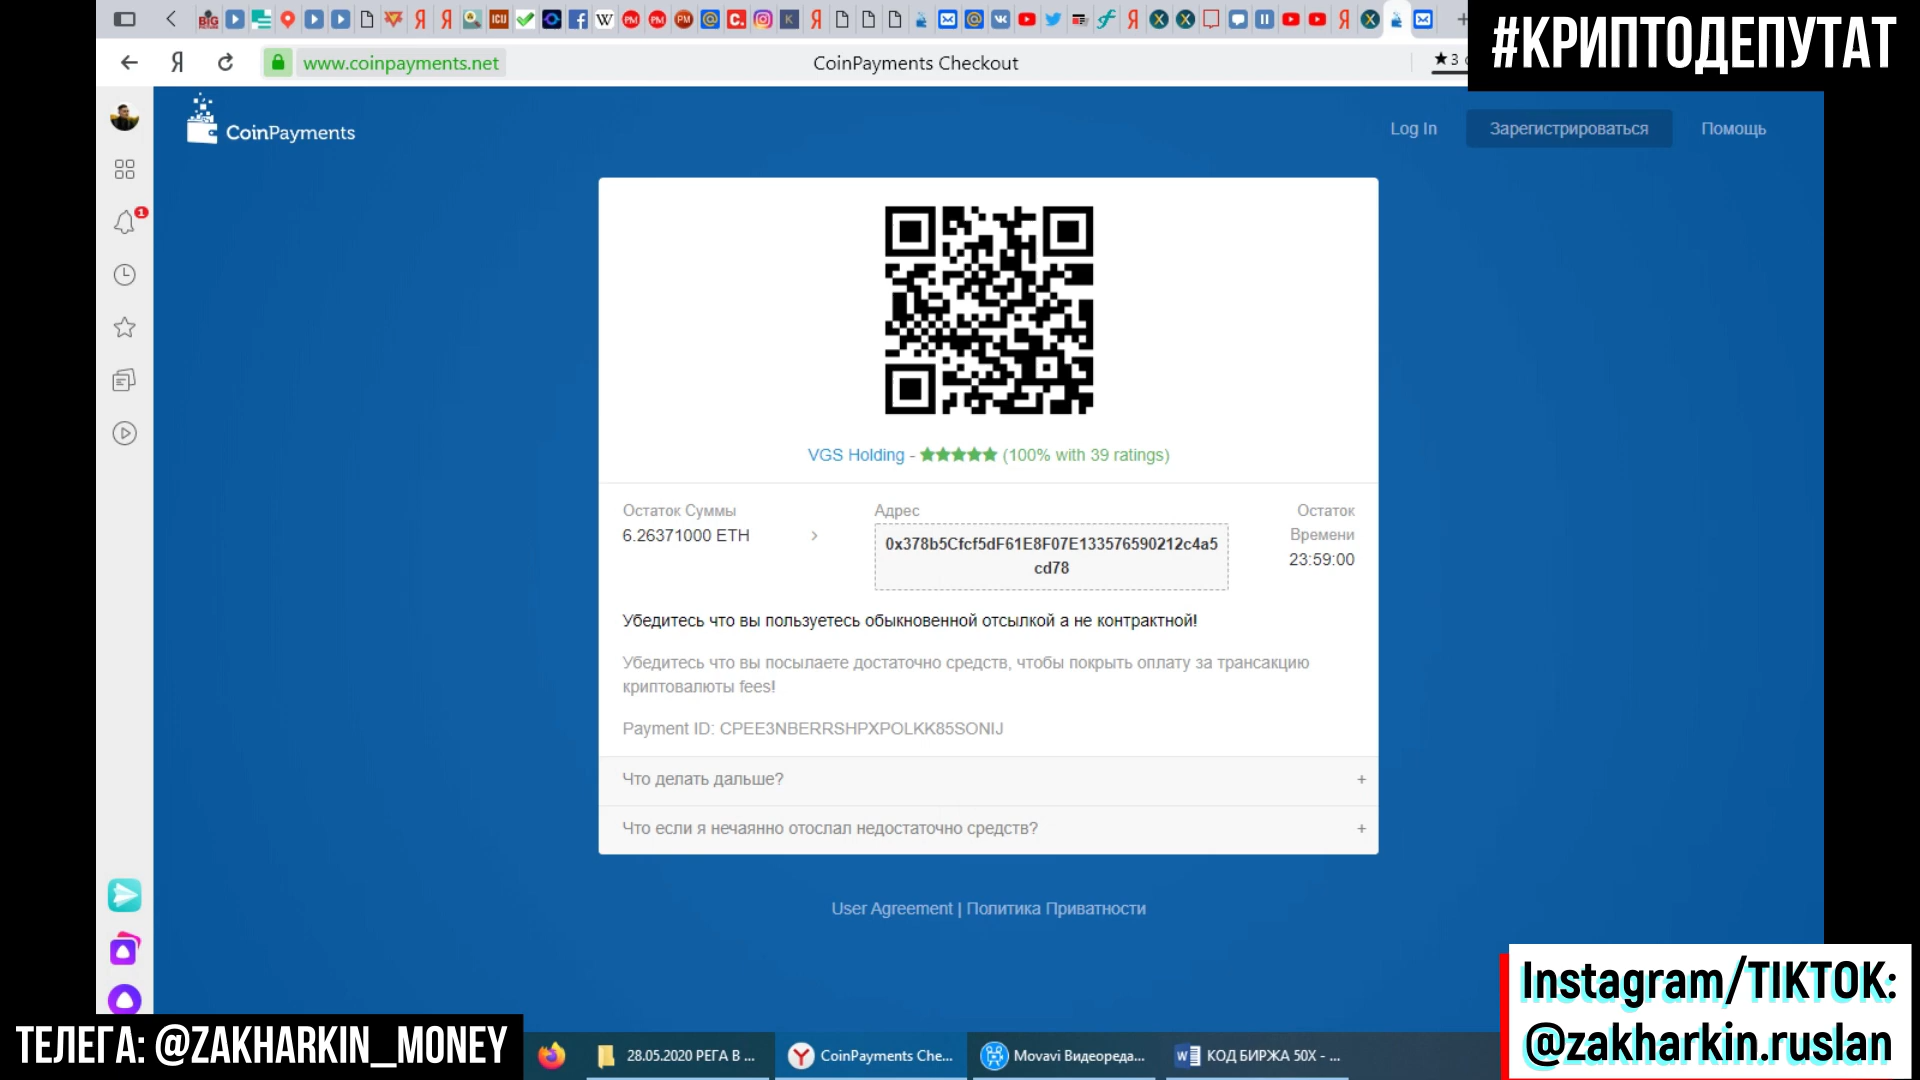 #КРИПТОДЕПУТАТ
www.coinpayments.net
CoinPayments Checkout
★3
1
CoinPayments
Log In
Зарегистрироваться
Помощь
VGS Holding - ★★★★★ (100% with 39 ratings)
Остаток Суммы
6.26371000 ETH
Адрес
0x378b5Cfcf5dF61E8F07E133576590212c4a5
cd78
Остаток
Времени
23:59:00
Убедитесь что вы пользуетесь обыкновенной отсылкой а не контрактной!
Убедитесь что вы посылаете достаточно средств, чтобы покрыть оплату за трансакцию
криптовалюты fees!
Payment ID: CPEE3NBERRSHPXPOLKK85SONIJ
Что делать дальше? +
Что если я нечаянно отослал недостаточно средств? +
User Agreement | Политика Приватности
Instagram/TIKTOK:
@zakharkin.ruslan
ТЕЛЕГА: @ZAKHARKIN_MONEY
28.05.2020 РЕГА В ...
CoinPayments Che...
Movavi Видеореда...
КОД БИРЖА 50X - ...